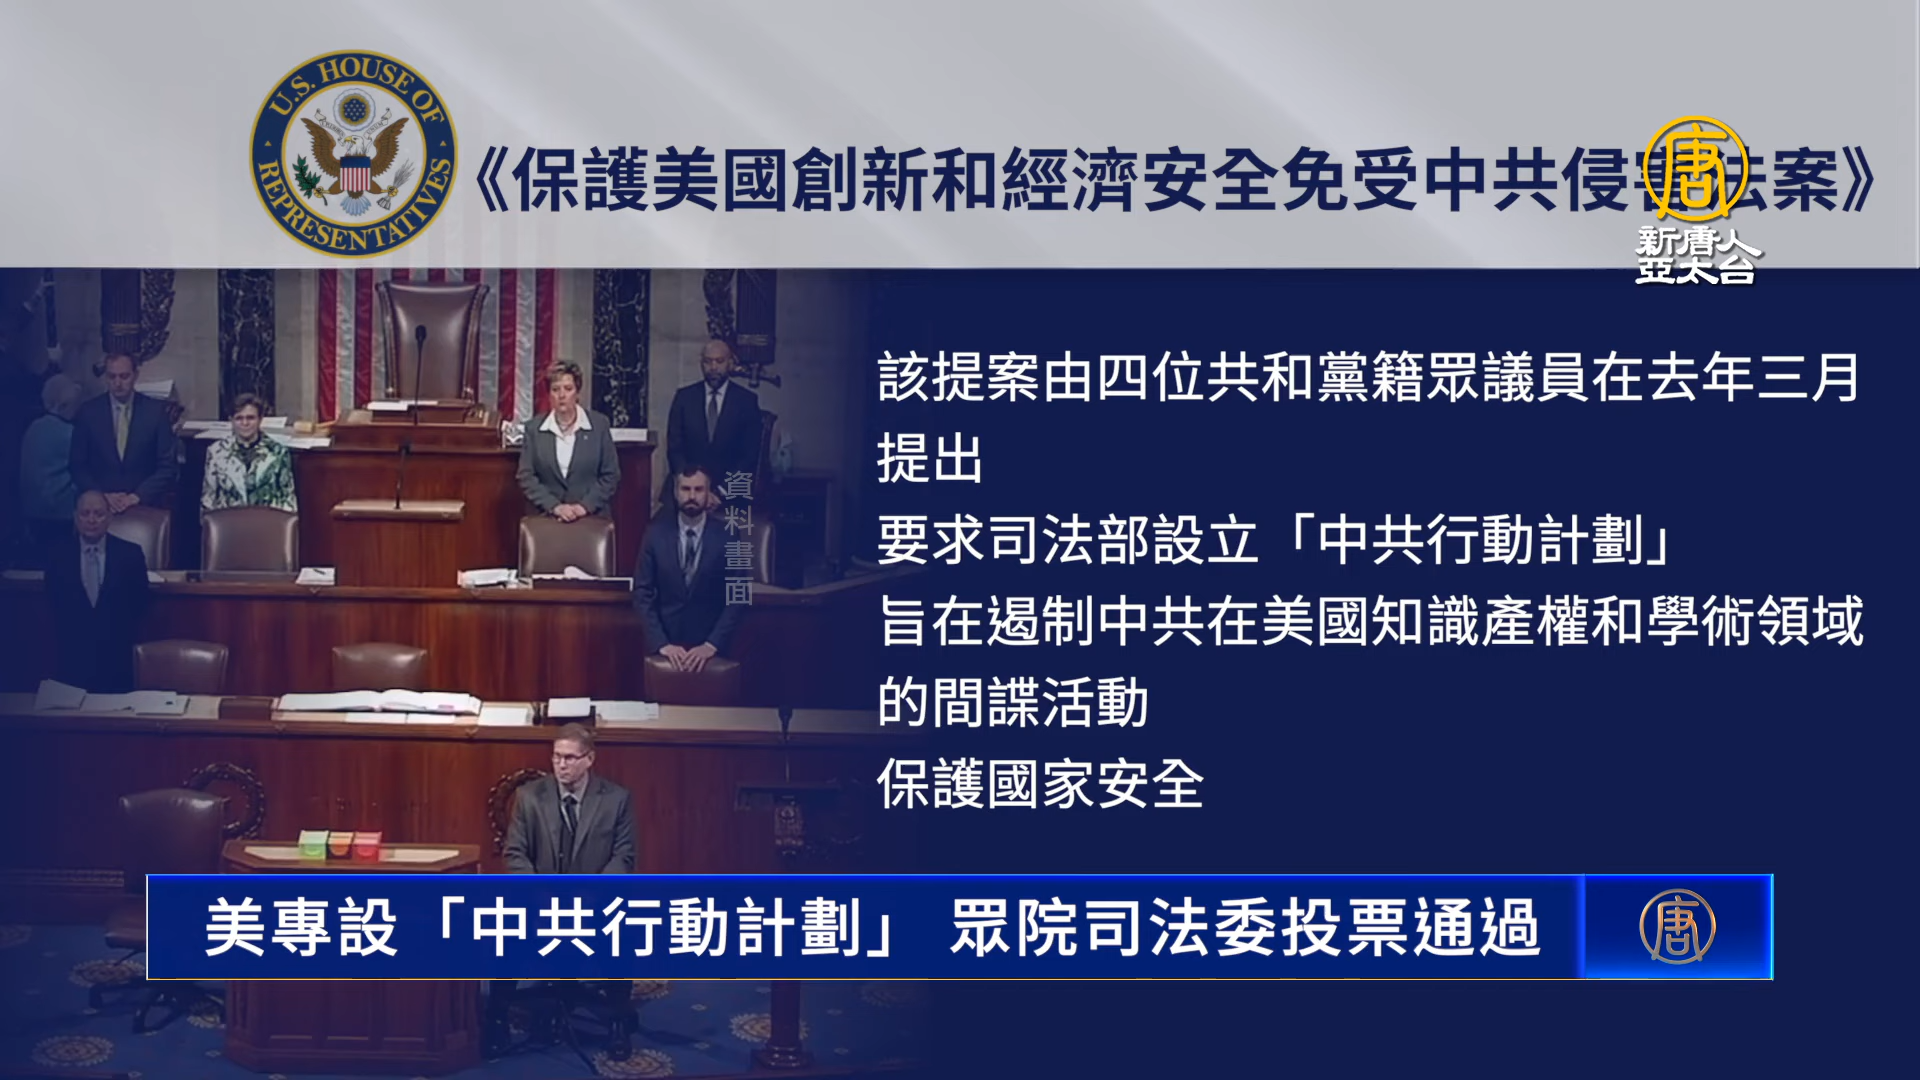 U.S. HOUSE OF REPRESENTATIVES
《保護美國創新和經濟安全免受中共侵害法案》
唐
新唐人
亞太台
該提案由四位共和黨籍眾議員在去年三月
提出
要求司法部設立「中共行動計劃」
旨在遏制中共在美國知識產權和學術領域
的間諜活動
保護國家安全
資料畫面
美專設「中共行動計劃」 眾院司法委投票通過
唐